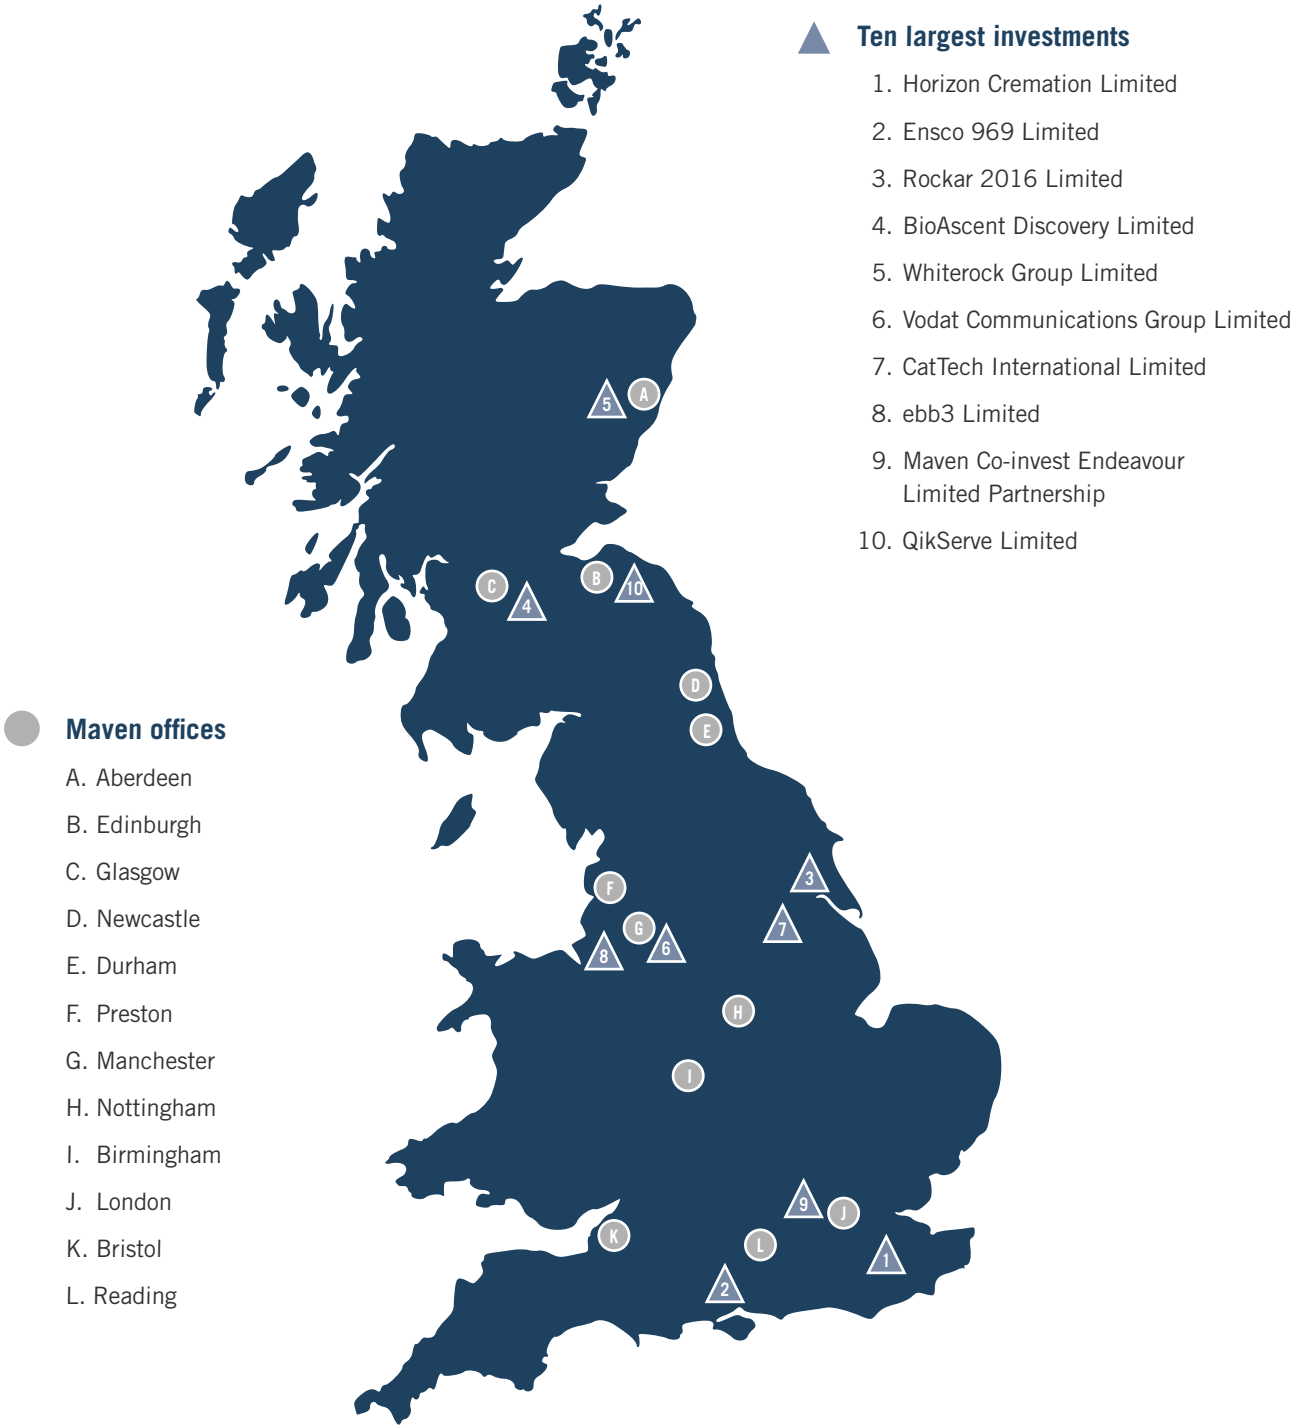 Ten largest investments
1. Horizon Cremation Limited
2. Ensco 969 Limited
3. Rockar 2016 Limited
4. BioAscent Discovery Limited
5. Whiterock Group Limited
6. Vodat Communications Group Limited
7. CatTech International Limited
8. ebb3 Limited
9. Maven Co-invest Endeavour
Limited Partnership
10. QikServe Limited
5
A
C
4
B
10
D
E
Maven offices
A. Aberdeen
B. Edinburgh
C. Glasgow
D. Newcastle
E. Durham
F. Preston
G. Manchester
H. Nottingham
I. Birmingham
J. London
K. Bristol
L. Reading
F
3
G
6
7
8
H
I
9
J
K
L
1
2